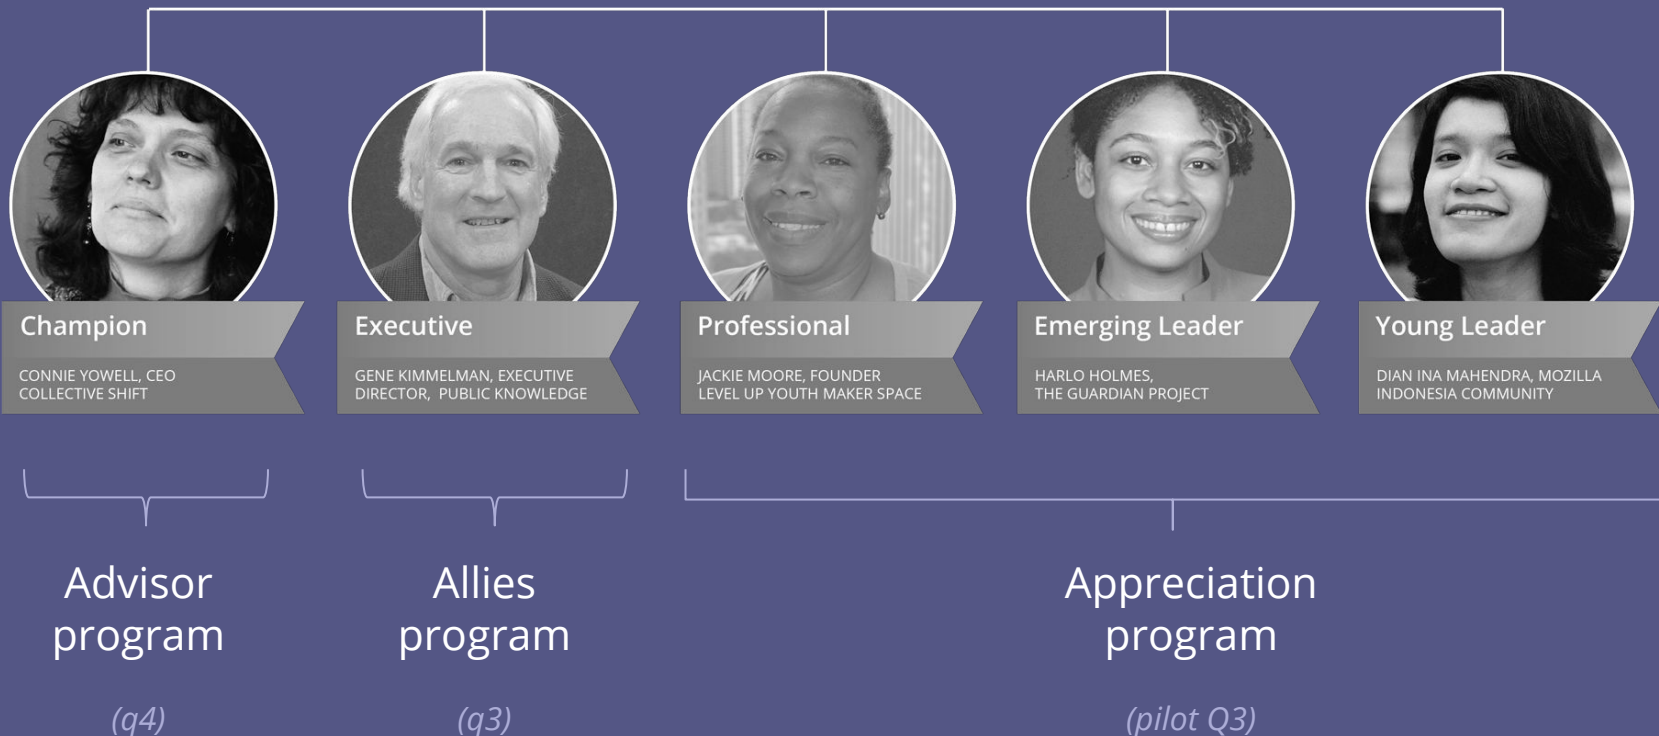 Champion
CONNIE YOWELL, CEO
COLLECTIVE SHIFT
Executive
GENE KIMMELMAN, EXECUTIVE
DIRECTOR, PUBLIC KNOWLEDGE
Professional
JACKIE MOORE, FOUNDER
LEVEL UP YOUTH MAKER SPACE
Emerging Leader
HARLO HOLMES,
THE GUARDIAN PROJECT
Young Leader
DIAN INA MAHENDRA, MOZILLA
INDONESIA COMMUNITY
Advisor
program
(q4)
Allies
program
(q3)
Appreciation
program
(pilot Q3)